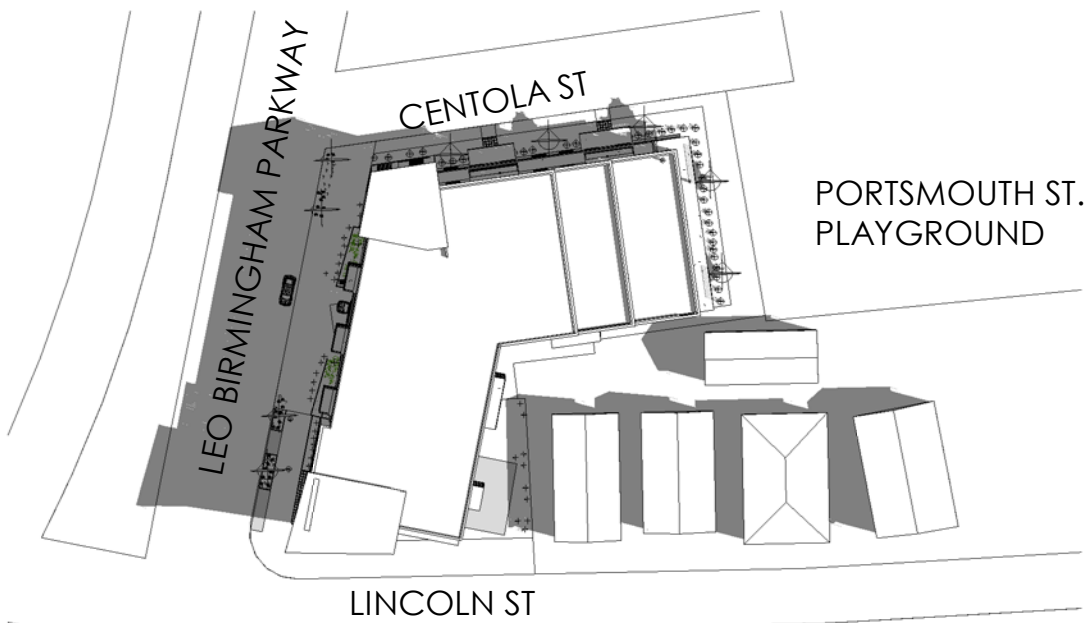 LEO BIRMINGHAM PARKWAY
CENTOLA ST
PORTSMOUTH ST.
PLAYGROUND
LINCOLN ST